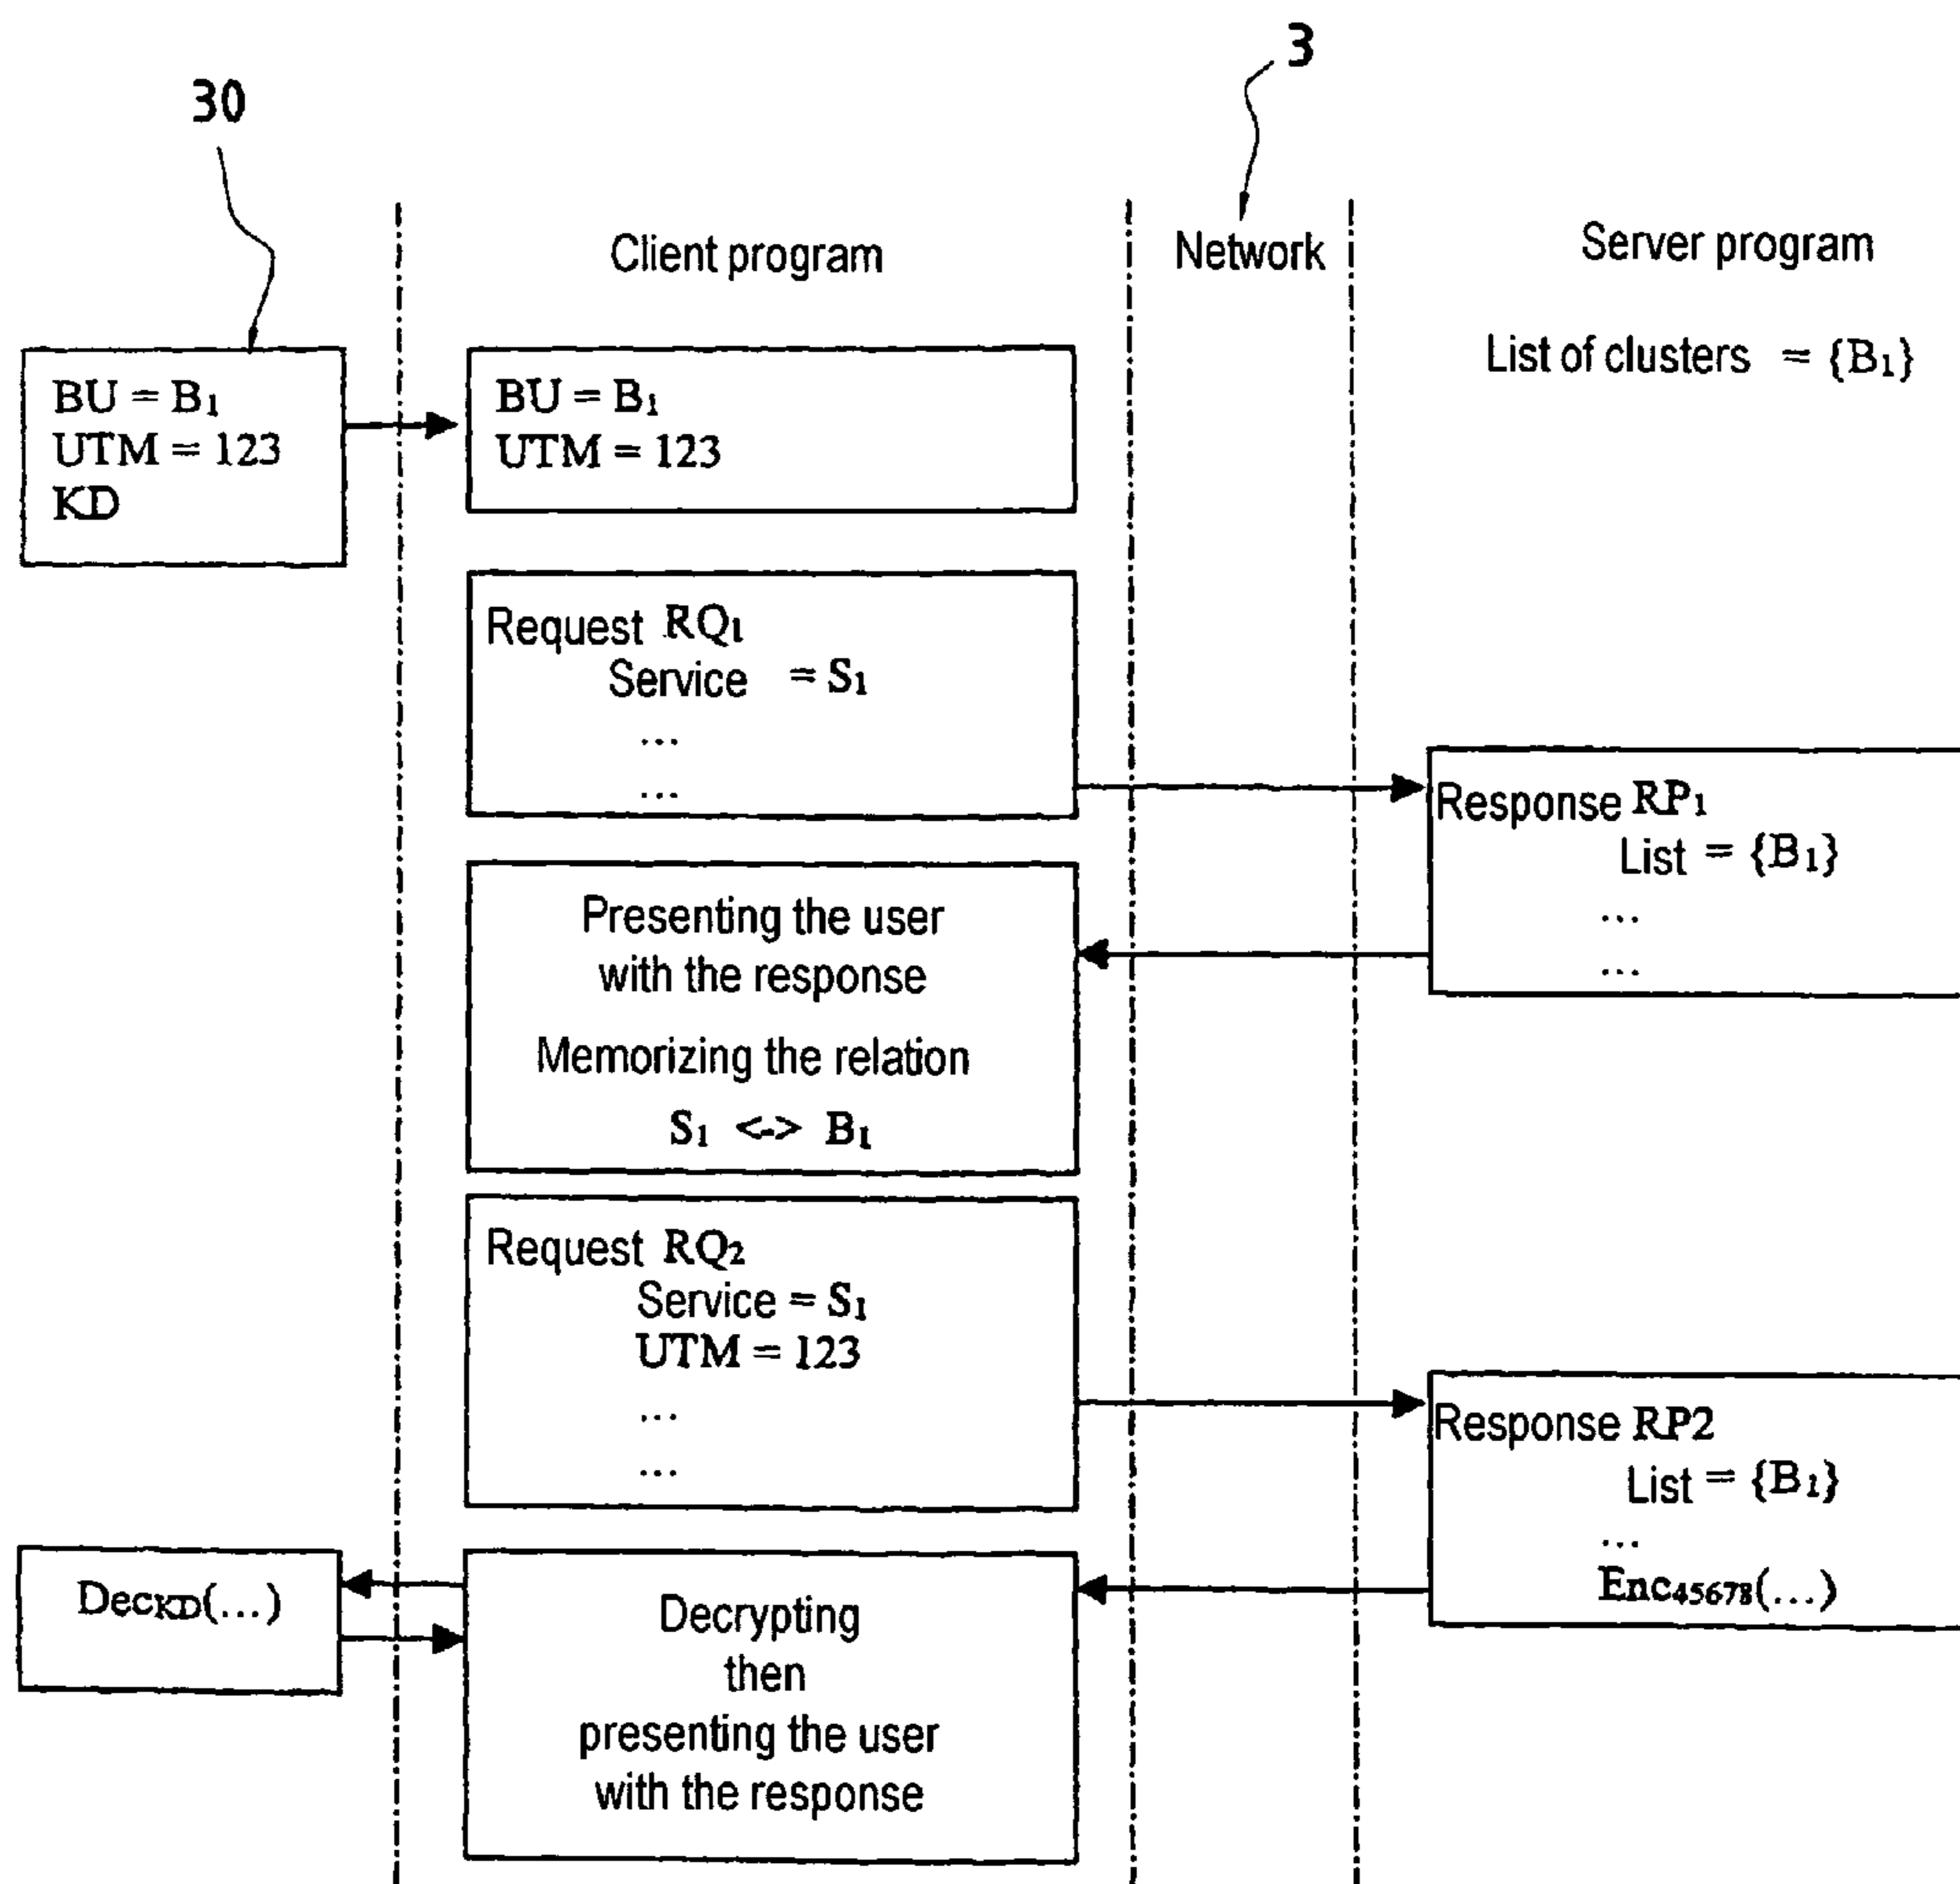 3
30
Client program
Network
Server program
List of clusters = {B1}
BU = B1
UTM = 123
KD
BU = B1
UTM = 123
Request RQ1
Service = S1
...
...
Response RP1
List = {B1}
...
...
Presenting the user
with the response
Memorizing the relation
S1 <-> B1
Request RQ2
Service = S1
UTM = 123
...
...
Response RP2
List = {B1}
...
Enc45678(...)
DecKD(...)
Decrypting
then
presenting the user
with the response